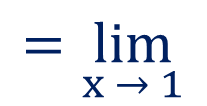 = lim
x → 1